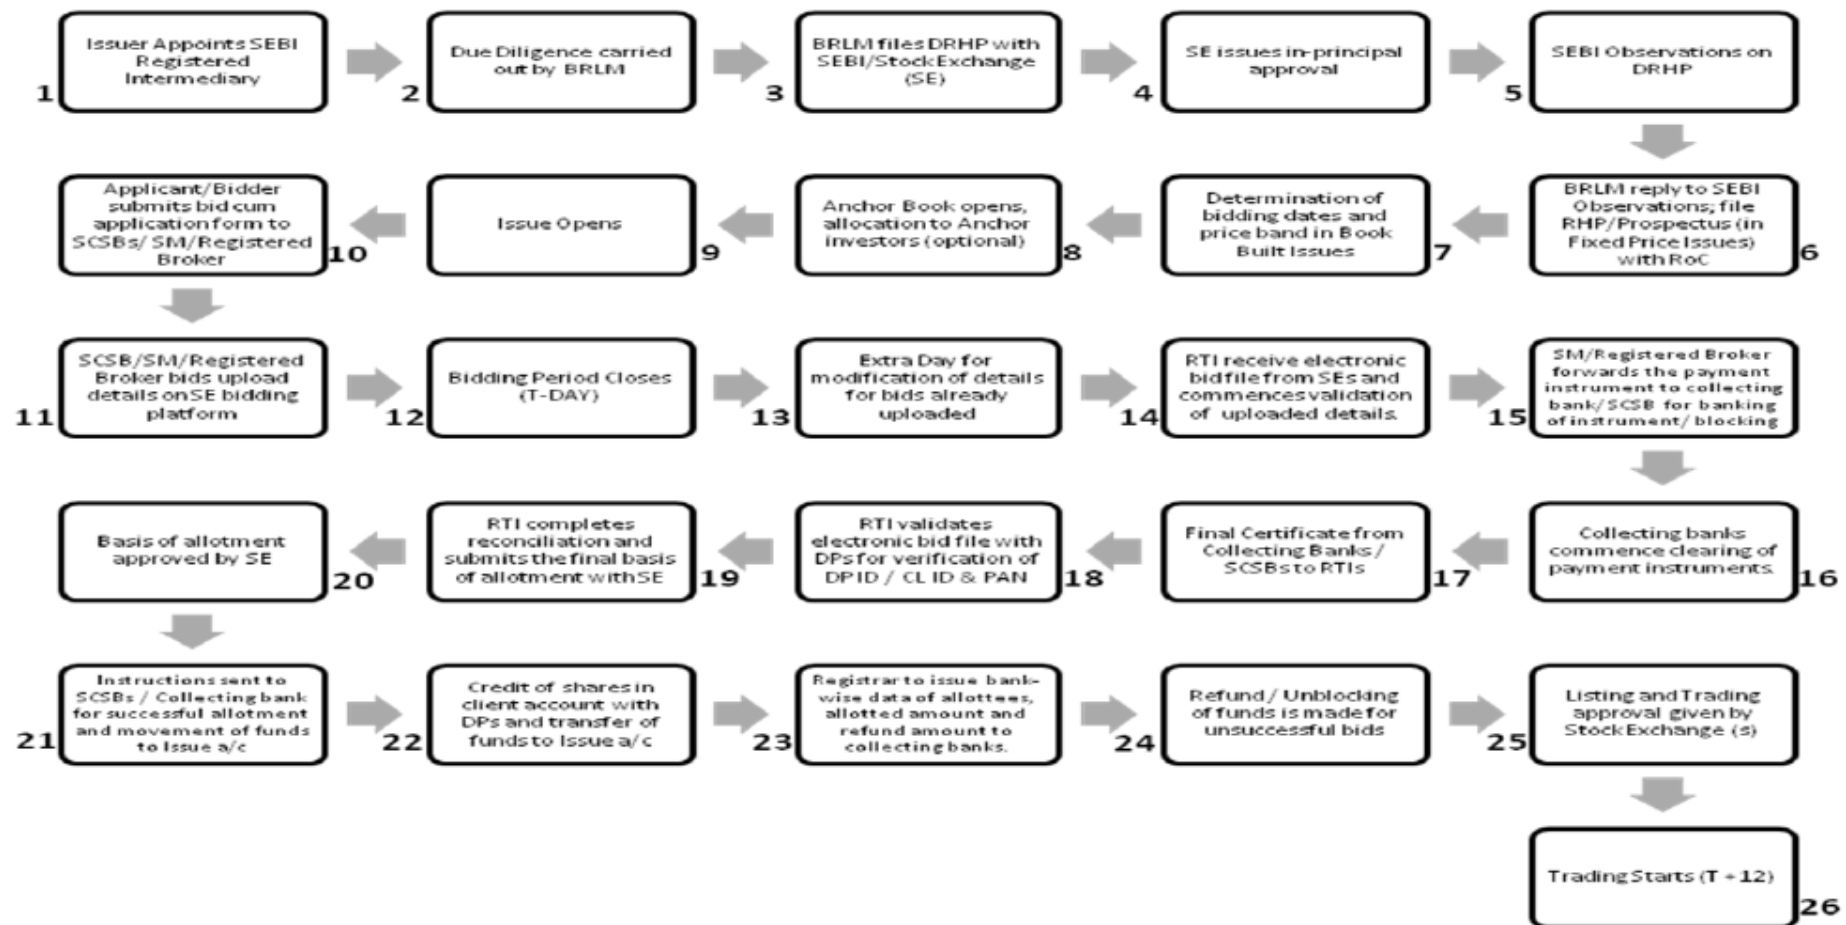 Issuer Appoints SEBI
Registered
Intermediary
1
Due Diligence carried
out by BRLM
2
BRLM files DRHP with
SEBI/Stock Exchange
(SE)
3
SE issues in-principal
approval
4
SEBI Observations on
DRHP
5
BRLM reply to SEBI
Observations; file
RHP/Prospectus (in
Fixed Price Issues)
with RoC
6
Determination of
bidding dates and
price band in Book
Built Issues
7
Anchor Book opens,
allocation to Anchor
investors (optional)
8
Issue Opens
9
Applicant/Bidder
submits bid cum
application form to
SCSBs/ SM/Registered
Broker
10
SCSB/SM/Registered
Broker bids upload
details on SE bidding
platform
11
Bidding Period Closes
(T-DAY)
12
Extra Day for
modification of details
for bids already
uploaded
13
RTI receive electronic
bid file from SEs and
commences validation
of uploaded details.
14
SM/Registered Broker
forwards the payment
instrument to collecting
bank/SCSB for banking
of instrument/ blocking
15
Collecting banks
commence clearing of
payment instruments.
16
Final Certificate from
Collecting Banks /
SCSBs to RTIs
17
RTI validates
electronic bid file with
DPs for verification of
DP ID / CL ID & PAN
18
RTI completes
reconciliation and
submits the final basis
of allotment with SE
19
Basis of allotment
approved by SE
20
Instructions sent to
SCSBs / Collecting bank
for successful allotment
and movement of funds
to Issue a/c
21
Credit of shares in
client account with
DPs and transfer of
funds to Issue a/c
22
Registrar to issue bank-
wise data of allottees,
allotted amount and
refund amount to
collecting banks.
23
Refund / Unblocking
of funds is made for
unsuccessful bids
24
Listing and Trading
approval given by
Stock Exchange (s)
25
Trading Starts (T + 12)
26